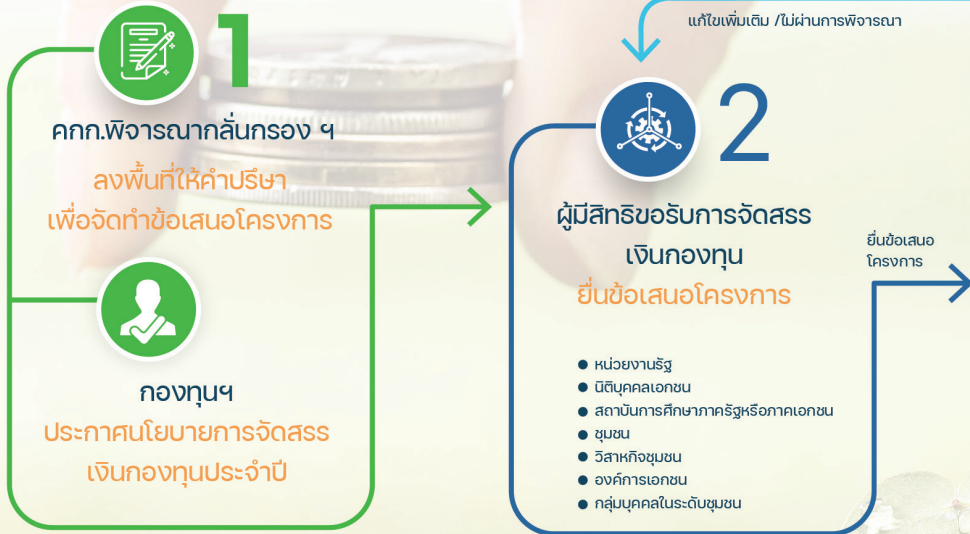 1
คกก.พิจารณากลั่นกรอง ฯ
ลงพื้นที่ให้คำปรึษา
เพื่อจัดทำข้อเสนอโครงการ
กองทุนฯ
ประกาศนโยบายการจัดสรร
เงินกองทุนประจำปี
แก้ไขเพิ่มเติม /ไม่ผ่านการพิจารณา
2
ผู้มีสิทธิขอรับการจัดสรร
เงินกองทุน
ยื่นข้อเสนอโครงการ
● หน่วยงานรัฐ
● นิติบุคคลเอกชน
● สถาบันการศึกษาภาครัฐหรือภาคเอกชน
● ชุมชน
● วิสาหกิจชุมชน
● องค์การเอกชน
● กลุ่มบุคคลในระดับชุมชน
ยื่นข้อเสนอ
โครงการ